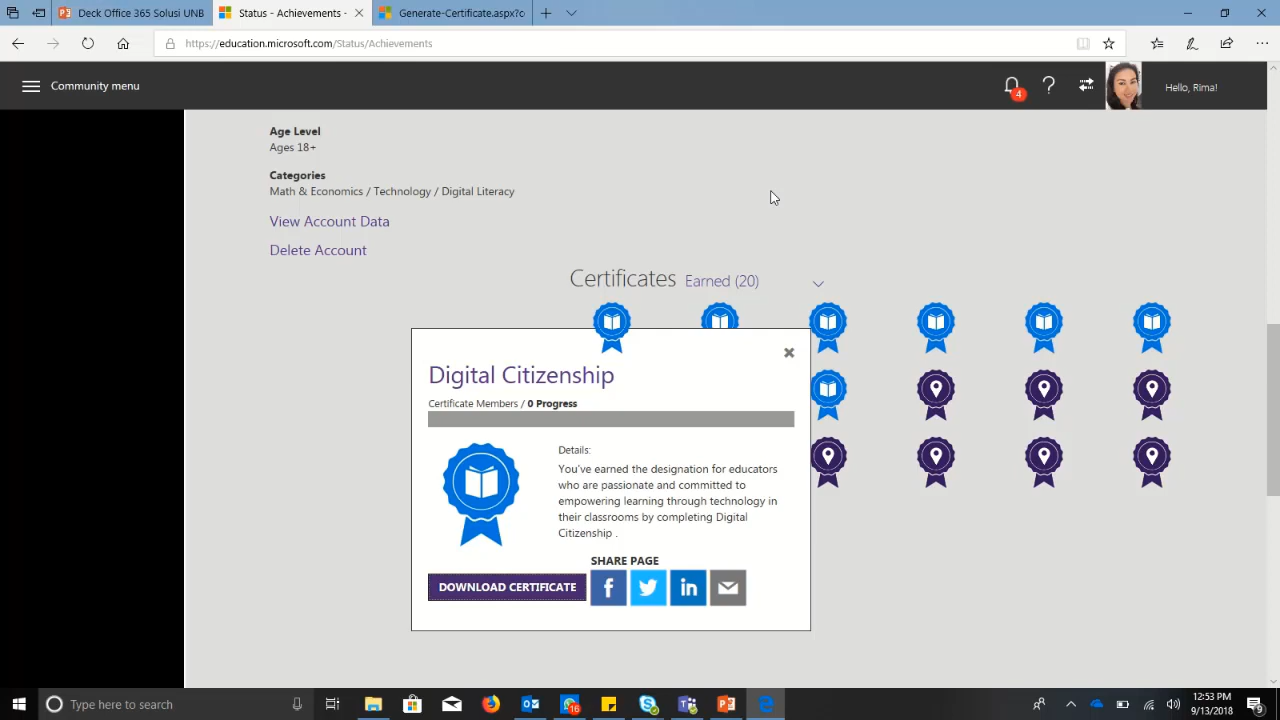 Deck Office 365 Solusi UNB
Status - Achievements -
Generate-Certificate.aspx?c
https://education.microsoft.com/Status/Achievements
Community menu
4
Hello, Rima!
Age Level
Ages 18+
Categories
Math & Economics / Technology / Digital Literacy
View Account Data
Delete Account
Certificates Earned (20)
Digital Citizenship
Certificate Members / 0 Progress
Details:
You've earned the designation for educators
who are passionate and committed to
empowering learning through technology in
their classrooms by completing Digital
Citizenship .
SHARE PAGE
DOWNLOAD CERTIFICATE
Type here to search
16
12:53 PM
9/13/2018
9